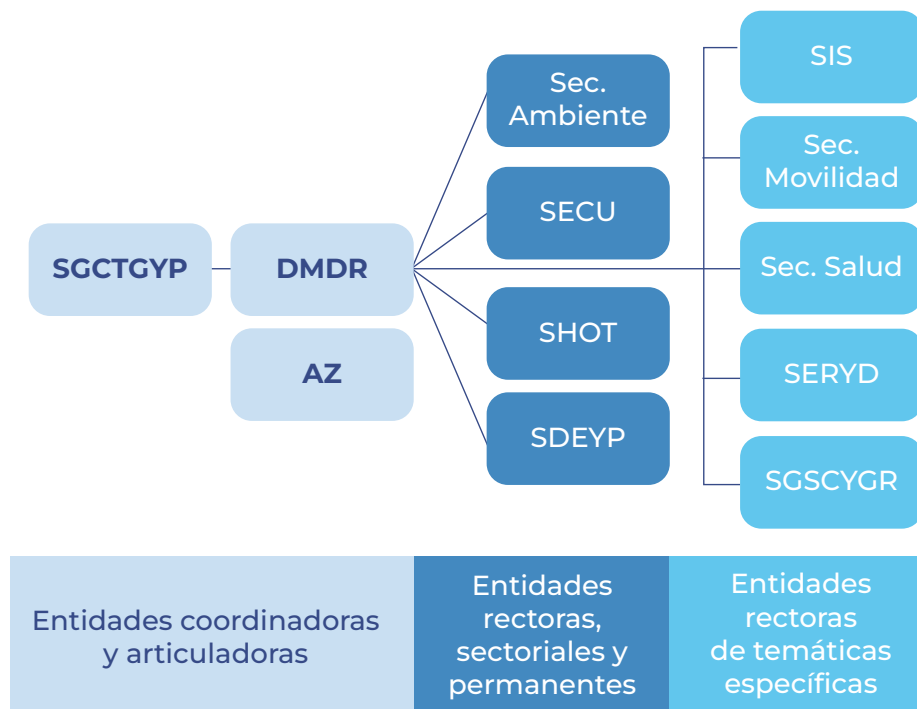 SGCTGYP
DMDR
AZ
Sec.
Ambiente
SECU
SHOT
SDEYP
SIS
Sec.
Movilidad
Sec. Salud
SERYD
SGSCYGR
Entidades coordinadoras
y articuladoras
Entidades
rectoras,
sectoriales y
permanentes
Entidades
rectoras
de temáticas
específicas